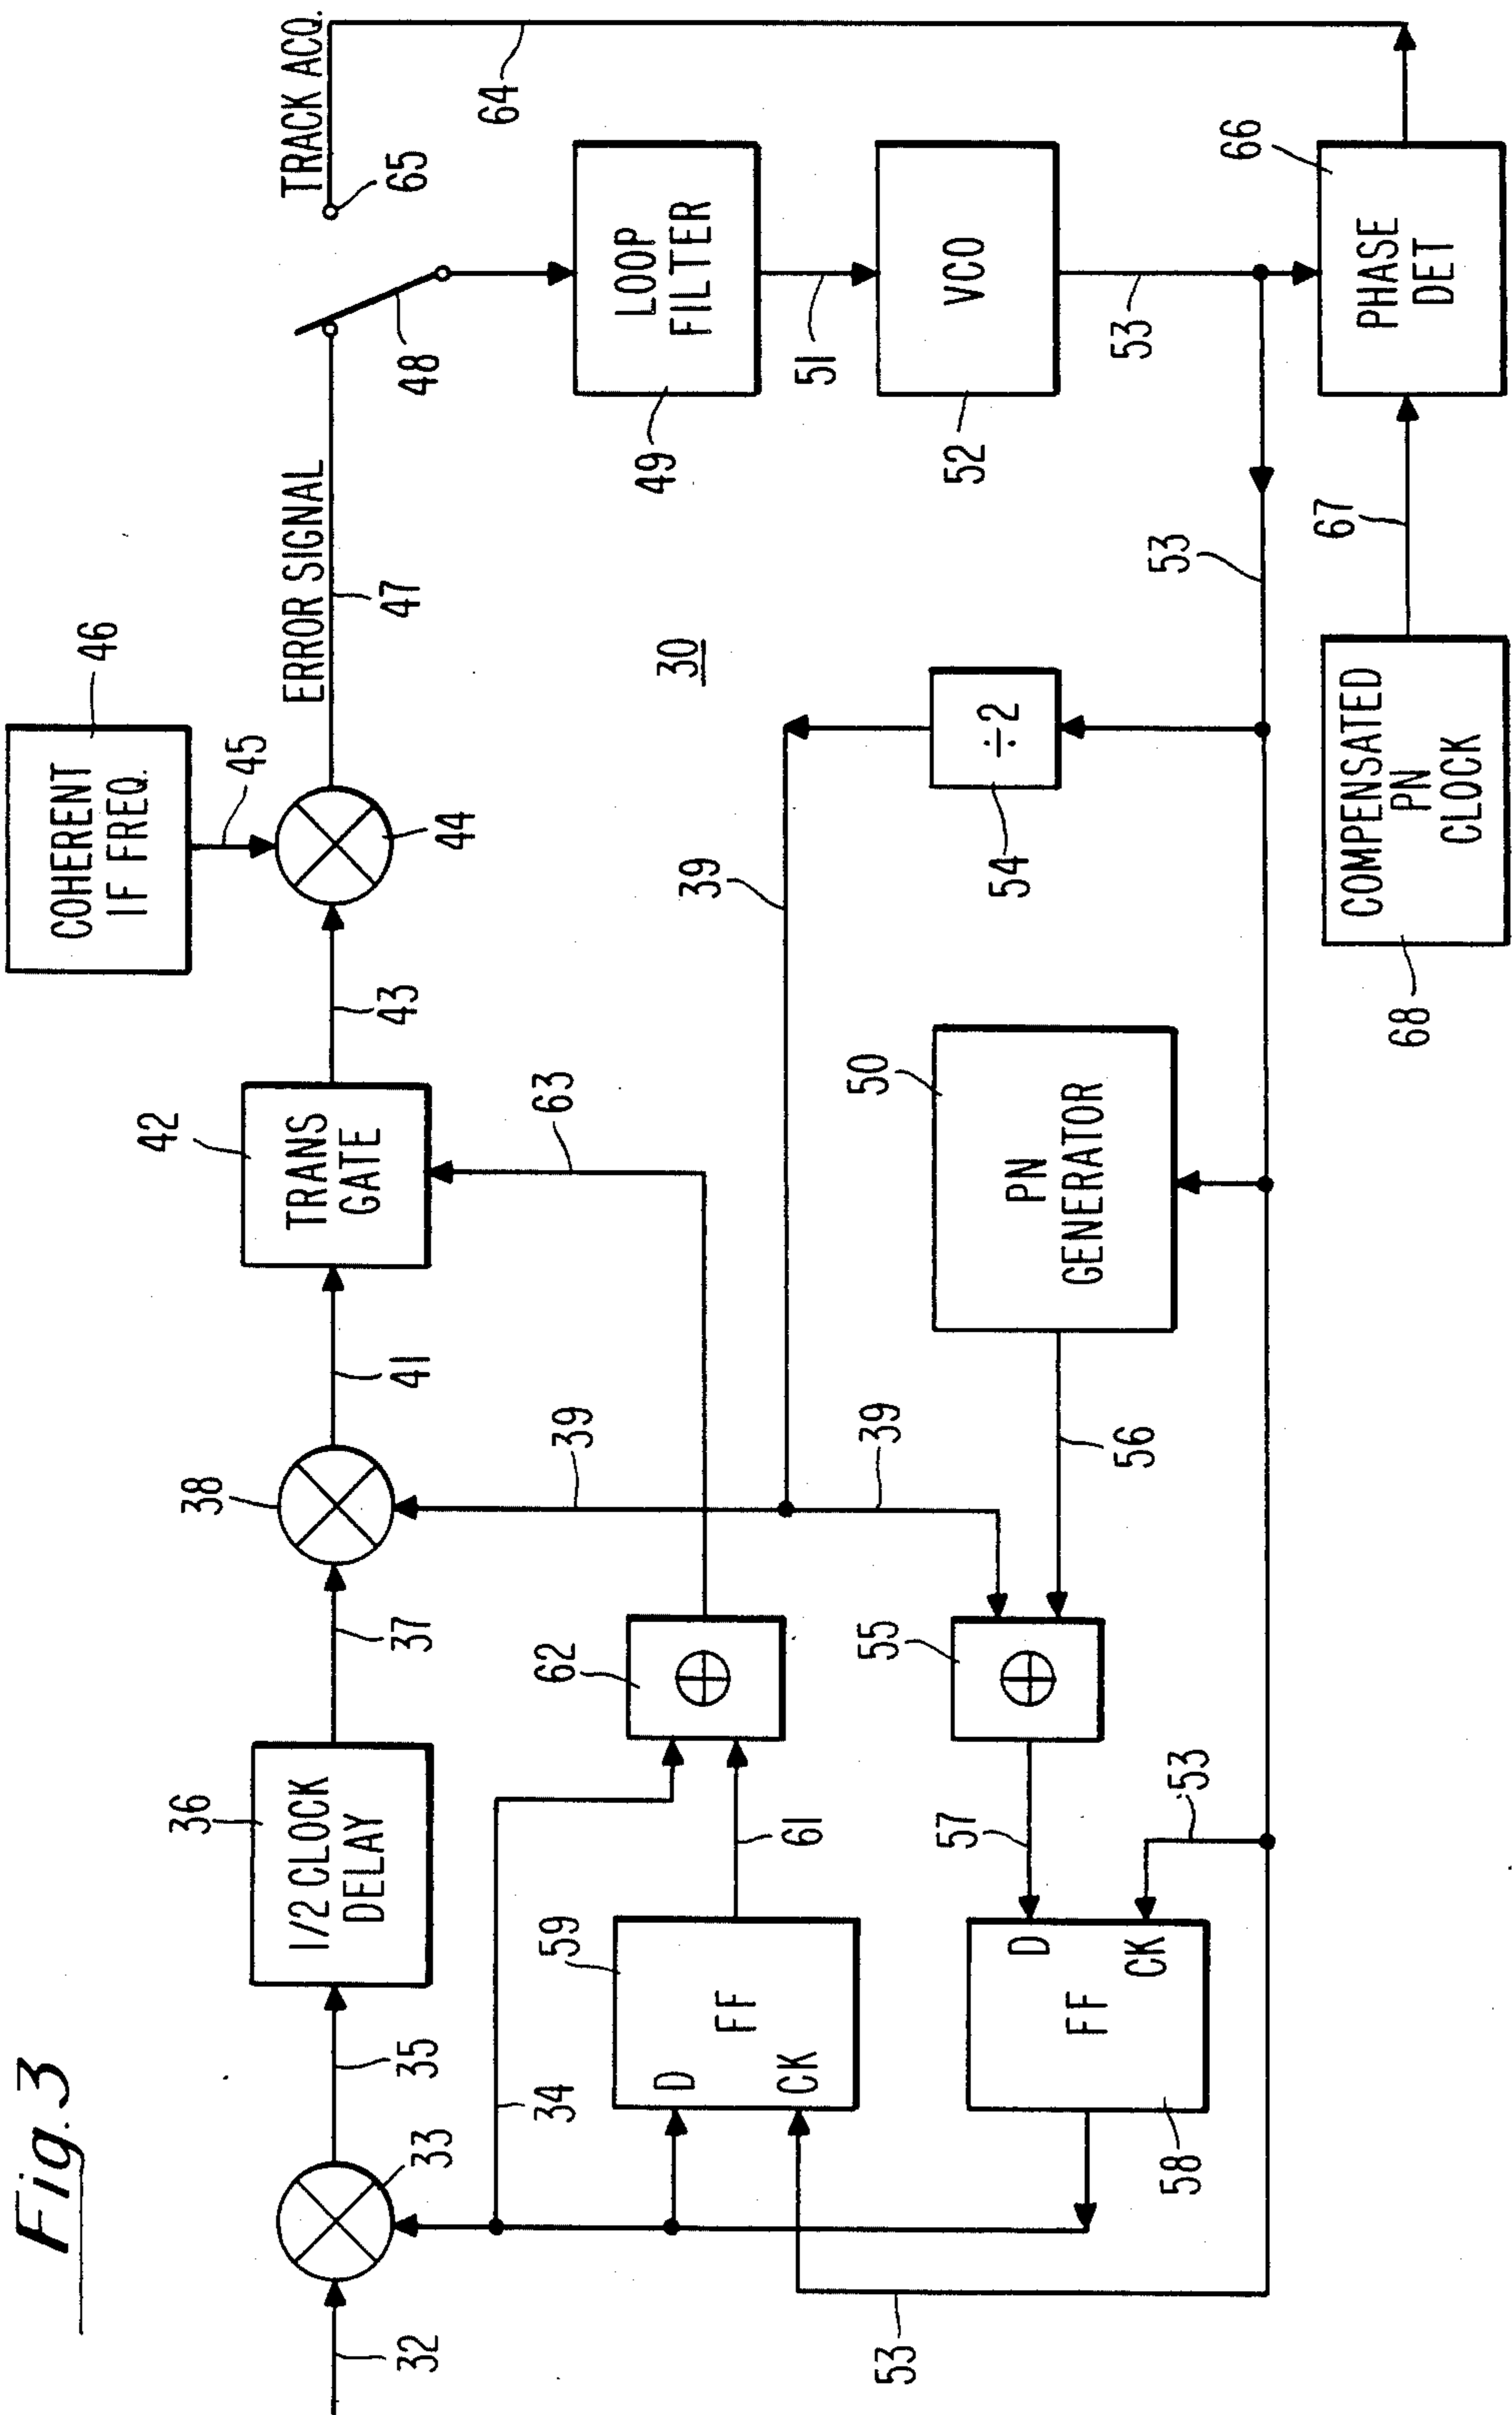 Fig. 3
COHERENT
IF FREQ.
46
45
TRACK ACQ.
ERROR SIGNAL
32
33
35
36
1/2 CLOCK
DELAY
37
38
41
42
TRANS
GATE
43
44
47
48
65
64
34
39
63
30
LOOP
FILTER
49
51
59
D
FF
CK
61
62
39
39
54
÷2
VCO
52
53
50
PN
GENERATOR
56
55
57
D
FF
CK
58
53
53
53
66
PHASE
DET
67
COMPENSATED
PN
CLOCK
68